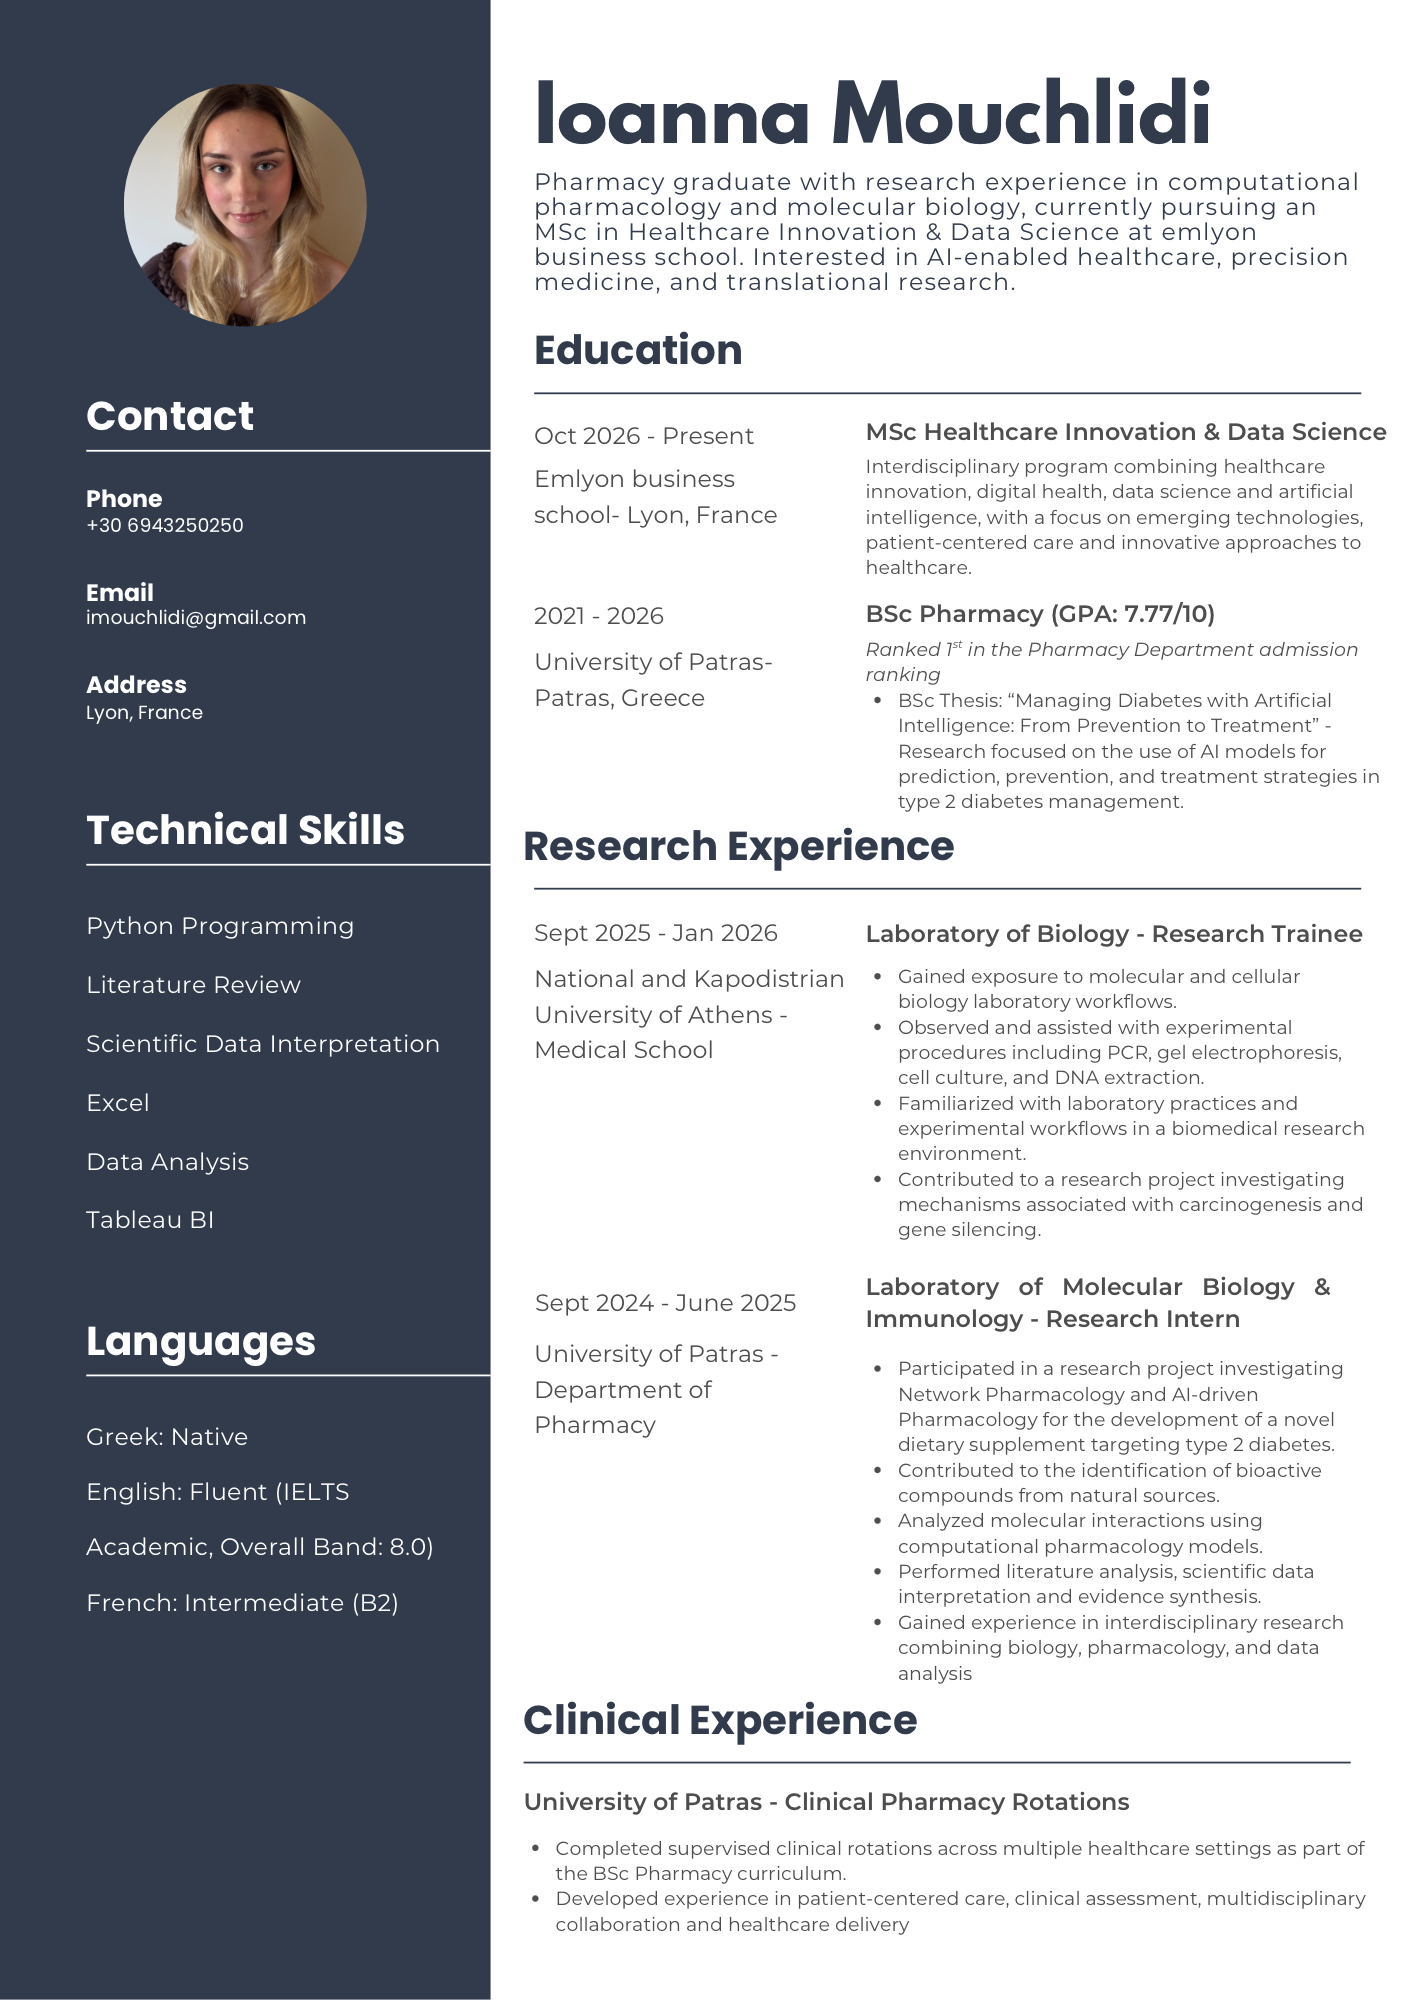 Ioanna Mouchlidi
Pharmacy graduate with research experience in computational
pharmacology and molecular biology, currently pursuing an
MSc in Healthcare Innovation & Data Science at emlyon
business school. Interested in AI-enabled healthcare, precision
medicine, and translational research.
Contact
Phone
+30 6943250250
Email
imouchlidi@gmail.com
Address
Lyon, France
Technical Skills
Python Programming
Literature Review
Scientific Data Interpretation
Excel
Data Analysis
Tableau BI
Languages
Greek: Native
English: Fluent (IELTS
Academic, Overall Band: 8.0)
French: Intermediate (B2)
Education
Oct 2026 - Present
Emlyon business
school- Lyon, France
MSc Healthcare Innovation & Data Science
Interdisciplinary program combining healthcare
innovation, digital health, data science and artificial
intelligence, with a focus on emerging technologies,
patient-centered care and innovative approaches to
healthcare.
2021 - 2026
University of Patras-
Patras, Greece
BSc Pharmacy (GPA: 7.77/10)
Ranked 1st in the Pharmacy Department admission
ranking
• BSc Thesis: “Managing Diabetes with Artificial
Intelligence: From Prevention to Treatment” -
Research focused on the use of AI models for
prediction, prevention, and treatment strategies in
type 2 diabetes management.
Research Experience
Sept 2025 - Jan 2026
National and Kapodistrian
University of Athens -
Medical School
Laboratory of Biology - Research Trainee
• Gained exposure to molecular and cellular
biology laboratory workflows.
• Observed and assisted with experimental
procedures including PCR, gel electrophoresis,
cell culture, and DNA extraction.
• Familiarized with laboratory practices and
experimental workflows in a biomedical research
environment.
• Contributed to a research project investigating
mechanisms associated with carcinogenesis and
gene silencing.
Sept 2024 - June 2025
University of Patras -
Department of
Pharmacy
Laboratory of Molecular Biology &
Immunology - Research Intern
• Participated in a research project investigating
Network Pharmacology and AI-driven
Pharmacology for the development of a novel
dietary supplement targeting type 2 diabetes.
• Contributed to the identification of bioactive
compounds from natural sources.
• Analyzed molecular interactions using
computational pharmacology models.
• Performed literature analysis, scientific data
interpretation and evidence synthesis.
• Gained experience in interdisciplinary research
combining biology, pharmacology, and data
analysis
Clinical Experience
University of Patras - Clinical Pharmacy Rotations
• Completed supervised clinical rotations across multiple healthcare settings as part of
the BSc Pharmacy curriculum.
• Developed experience in patient-centered care, clinical assessment, multidisciplinary
collaboration and healthcare delivery